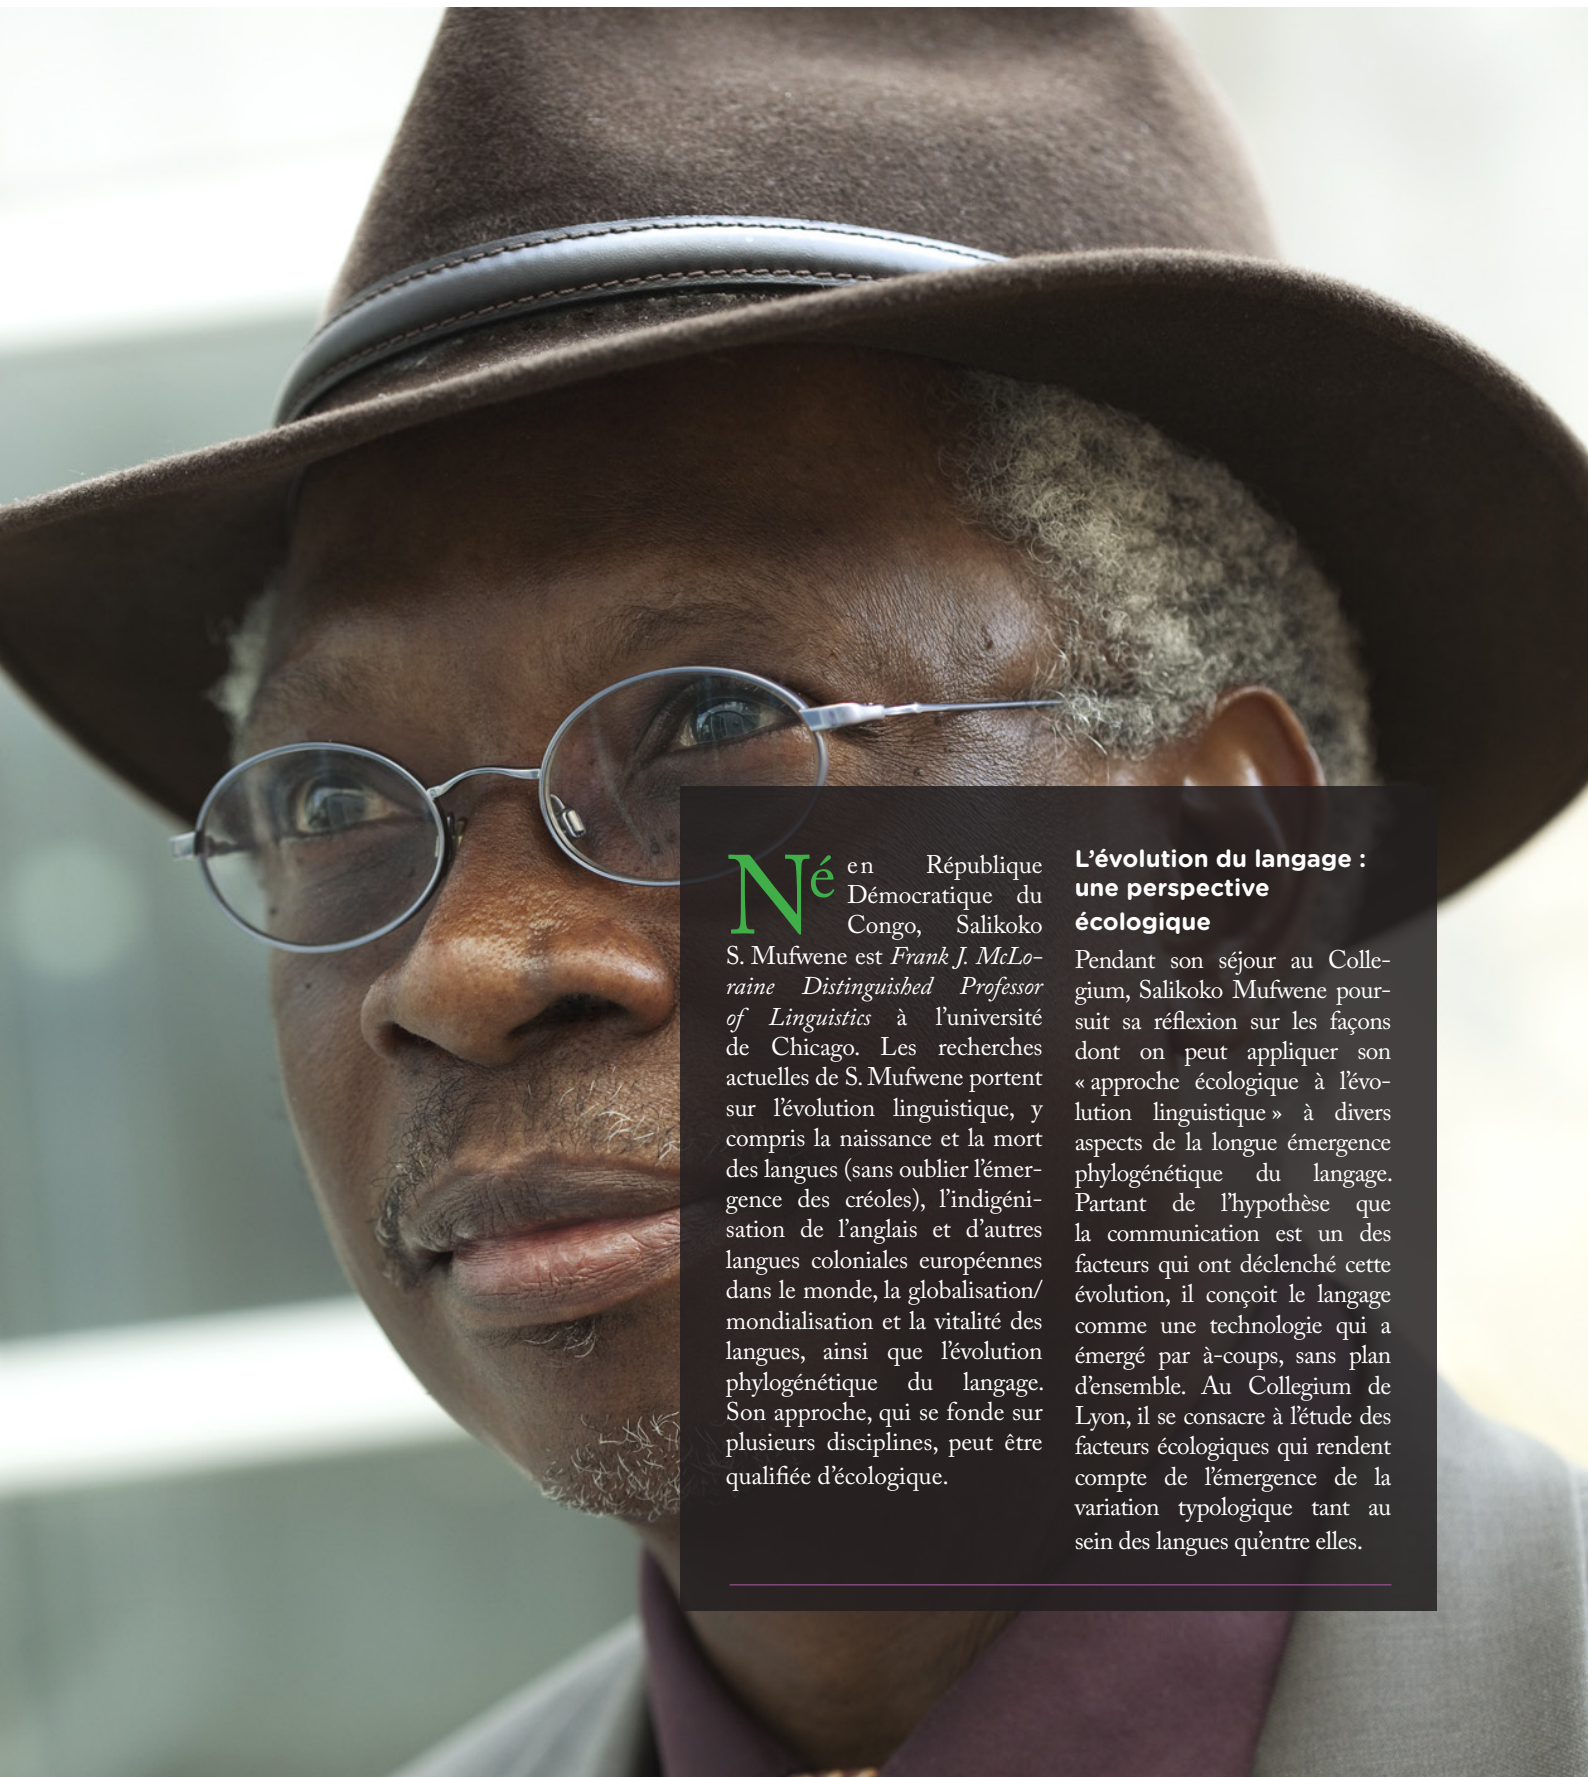 Né en République
Démocratique du
Congo, Salikoko
S. Mufwene est Frank J. McLo-
raine Distinguished Professor
of Linguistics à l’université
de Chicago. Les recherches
actuelles de S. Mufwene portent
sur l’évolution linguistique, y
compris la naissance et la mort
des langues (sans oublier l’émer-
gence des créoles), l’indigéni-
sation de l’anglais et d’autres
langues coloniales européennes
dans le monde, la globalisation/
mondialisation et la vitalité des
langues, ainsi que l’évolution
phylogénétique du langage.
Son approche, qui se fonde sur
plusieurs disciplines, peut être
qualifiée d’écologique.
L’évolution du langage :
une perspective
écologique
Pendant son séjour au Colle-
gium, Salikoko Mufwene pour-
suit sa réflexion sur les façons
dont on peut appliquer son
« approche écologique à l’évo-
lution linguistique » à divers
aspects de la longue émergence
phylogénétique du langage.
Partant de l’hypothèse que
la communication est un des
facteurs qui ont déclenché cette
évolution, il conçoit le langage
comme une technologie qui a
émergé par à-coups, sans plan
d’ensemble. Au Collegium de
Lyon, il se consacre à l’étude des
facteurs écologiques qui rendent
compte de l’émergence de la
variation typologique tant au
sein des langues qu’entre elles.